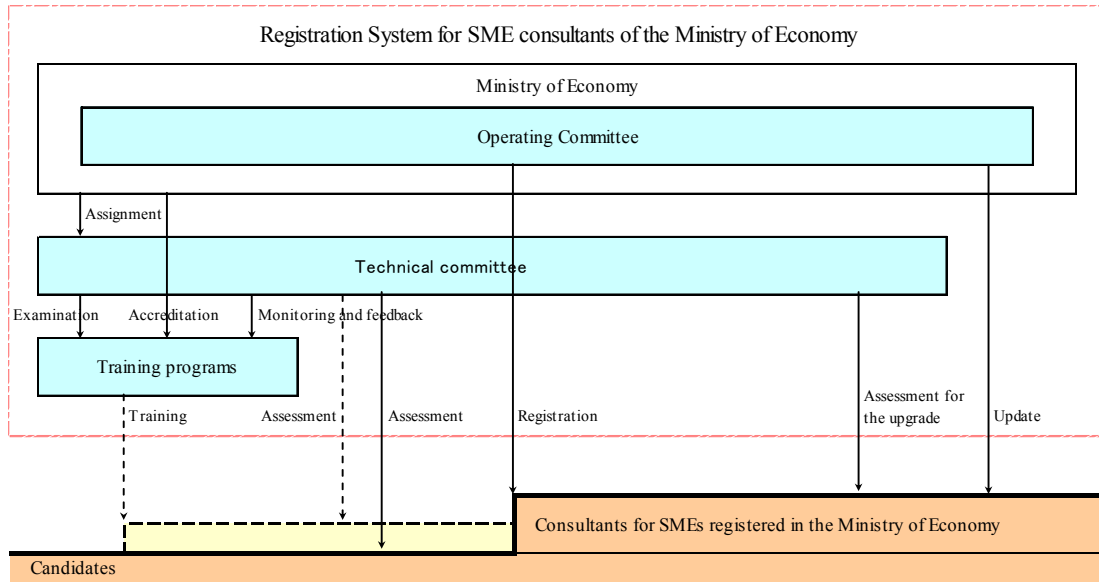 Registration System for SME consultants of the Ministry of Economy
Ministry of Economy
Operating Committee
Assignment
Technical committee
Examination
Accreditation
Monitoring and feedback
Training programs
Training
Assessment
Assessment
Registration
Assessment for
the upgrade
Update
Consultants for SMEs registered in the Ministry of Economy
Candidates